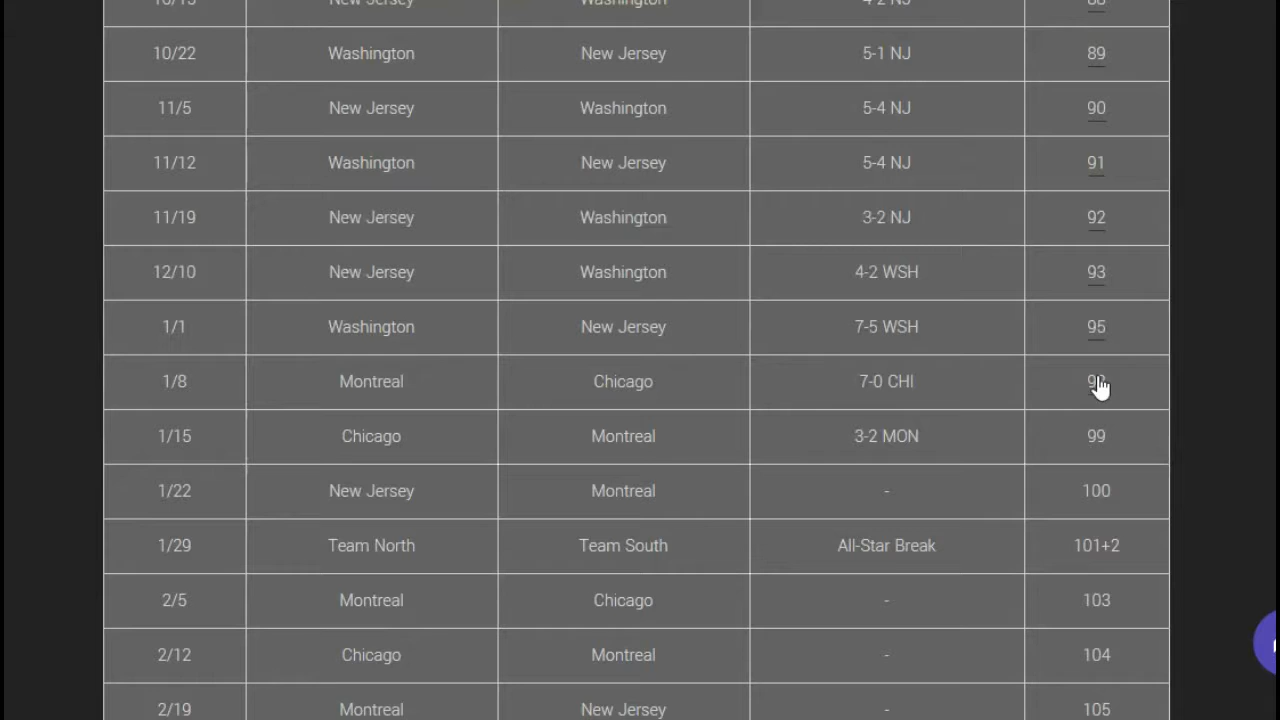 10/22 Washington New Jersey 5-1 NJ 89
11/5 New Jersey Washington 5-4 NJ 90
11/12 Washington New Jersey 5-4 NJ 91
11/19 New Jersey Washington 3-2 NJ 92
12/10 New Jersey Washington 4-2 WSH 93
1/1 Washington New Jersey 7-5 WSH 95
1/8 Montreal Chicago 7-0 CHI
1/15 Chicago Montreal 3-2 MON 99
1/22 New Jersey Montreal - 100
1/29 Team North Team South All-Star Break 101+2
2/5 Montreal Chicago - 103
2/12 Chicago Montreal - 104
2/19 Montreal New Jersey - 105